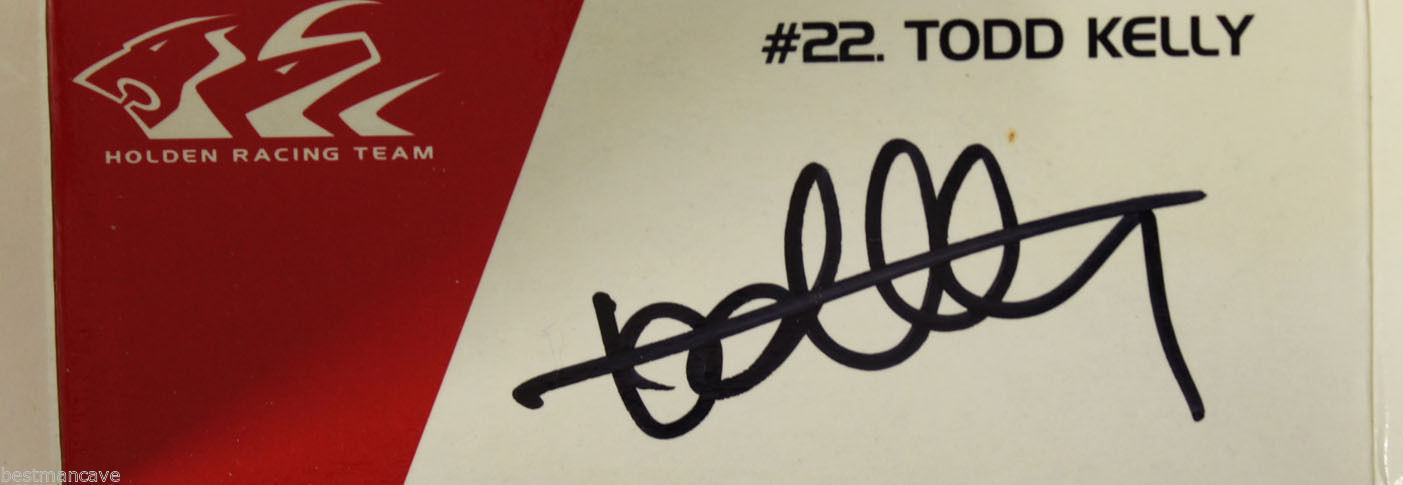 #22. TODD KELLY
HOLDEN RACING TEAM
bestmancave